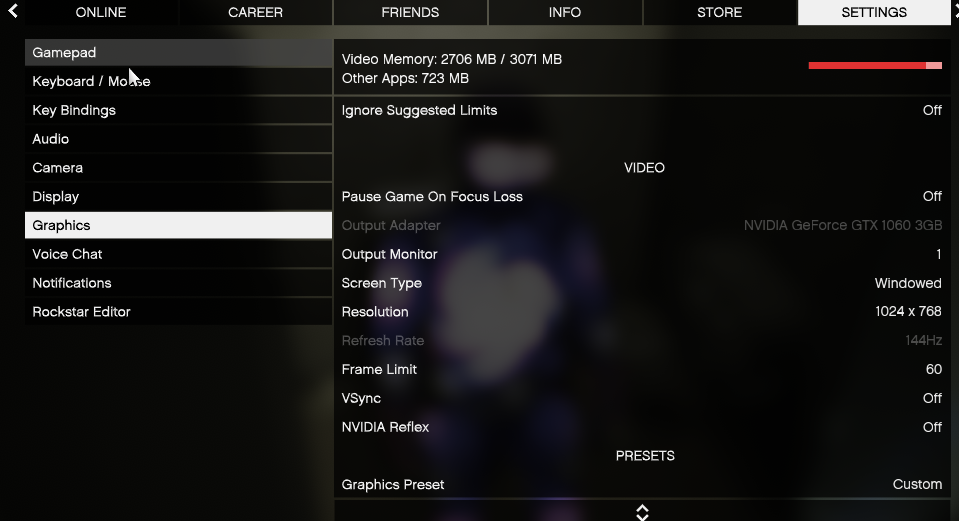 ONLINE CAREER FRIENDS INFO STORE SETTINGS
Gamepad
Keyboard / Mouse
Key Bindings
Audio
Camera
Display
Graphics
Voice Chat
Notifications
Rockstar Editor
Video Memory: 2706 MB / 3071 MB
Other Apps: 723 MB
Ignore Suggested Limits Off
VIDEO
Pause Game On Focus Loss Off
Output Adapter NVIDIA GeForce GTX 1060 3GB
Output Monitor 1
Screen Type Windowed
Resolution 1024 x 768
Refresh Rate 144Hz
Frame Limit 60
VSync Off
NVIDIA Reflex Off
PRESETS
Graphics Preset Custom